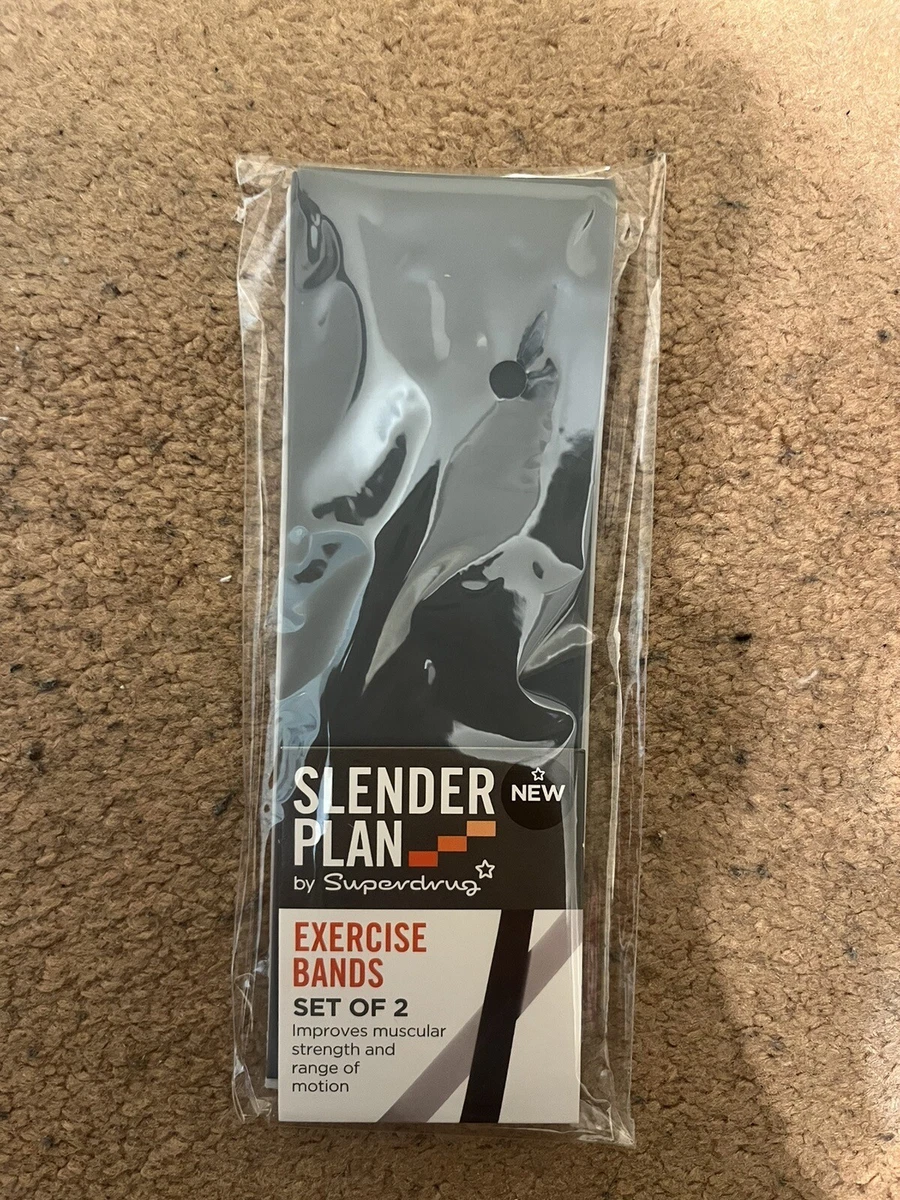 SLENDER
PLAN
by Superdrug
NEW
EXERCISE
BANDS
SET OF 2
Improves muscular
strength and
range of
motion